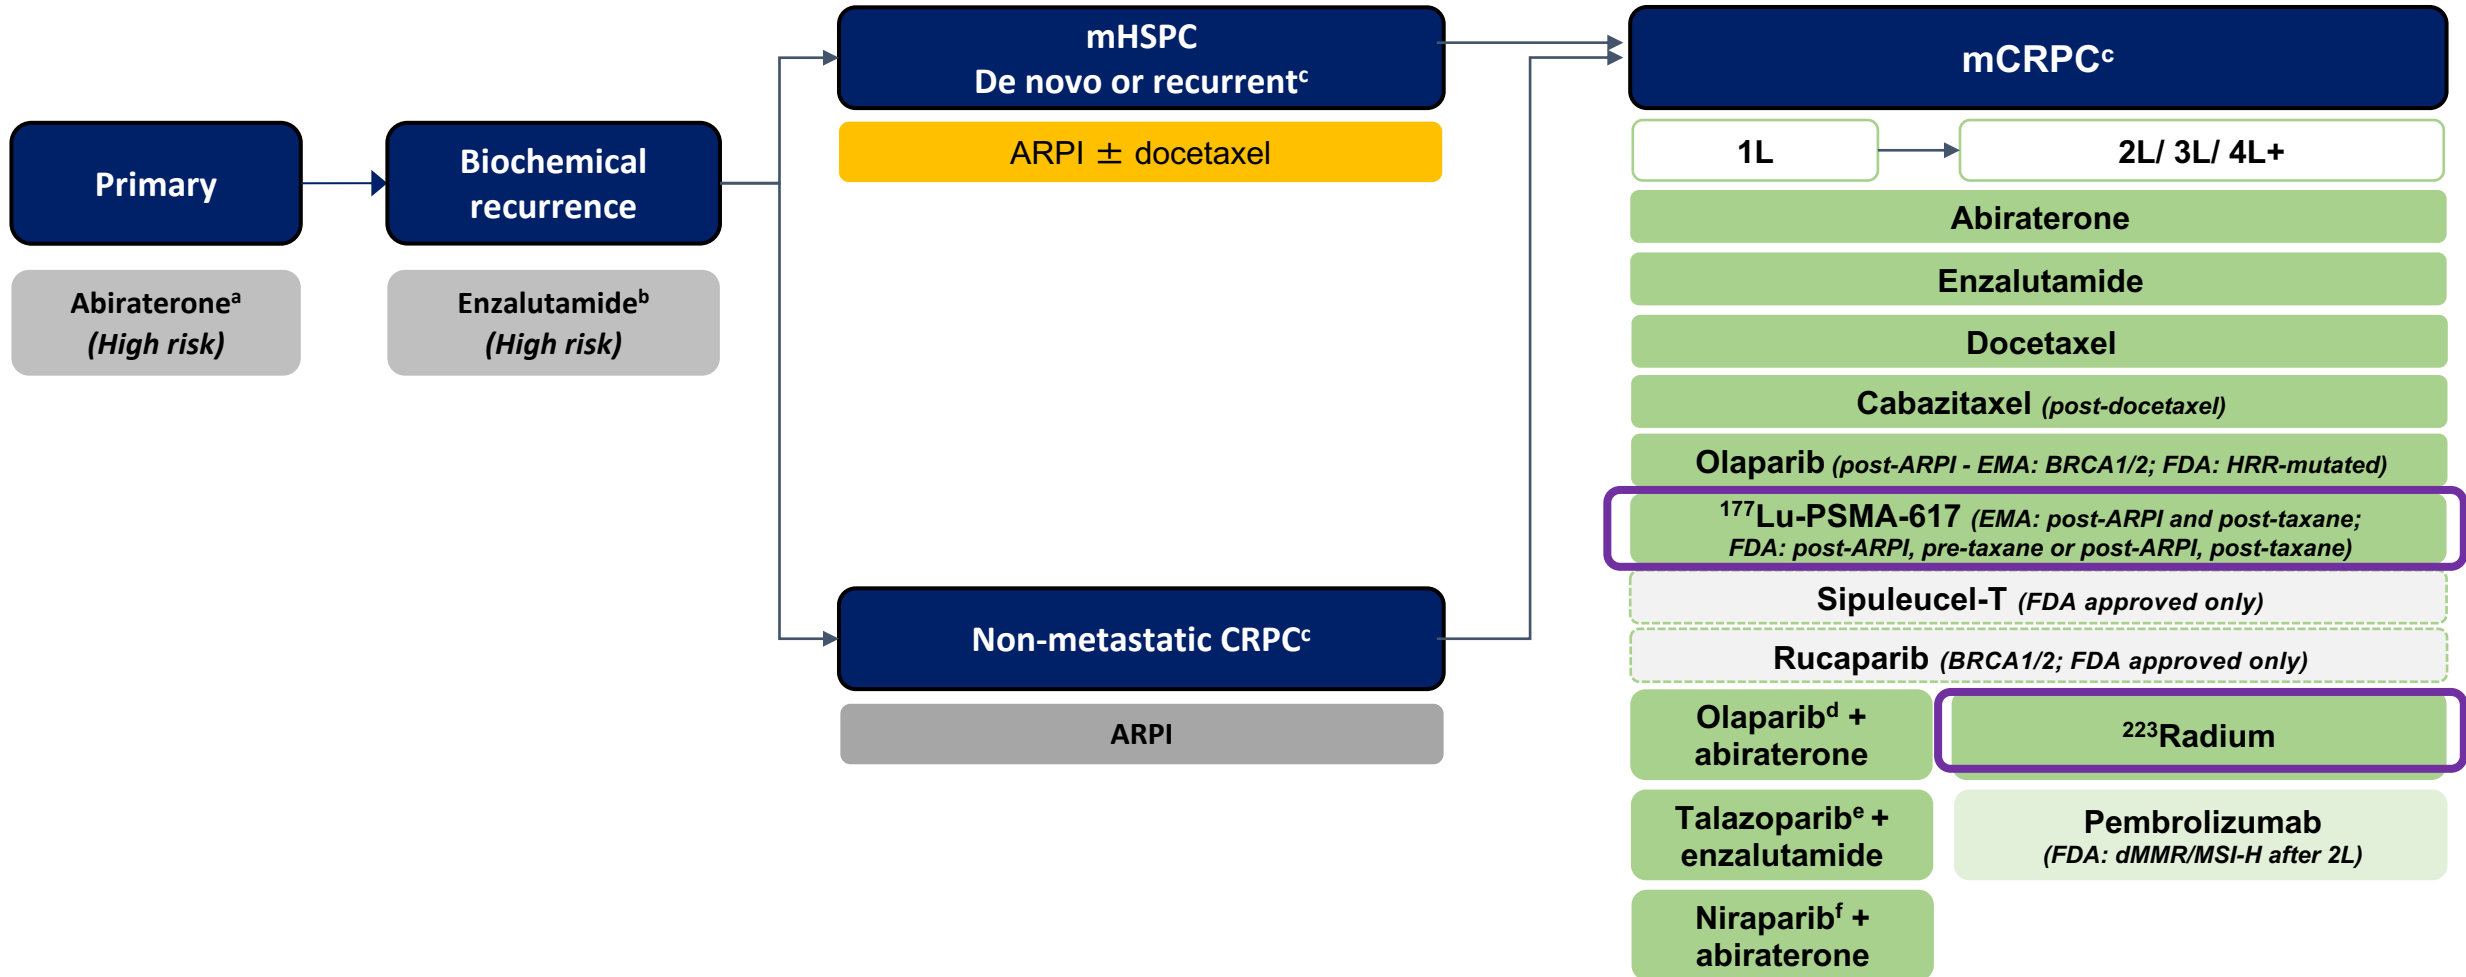 Primary
Abirateroneᵃ
(High risk)
Biochemical
recurrence
Enzalutamideᵇ
(High risk)
mHSPC
De novo or recurrentᶜ
ARPI ± docetaxel
Non-metastatic CRPCᶜ
ARPI
mCRPCᶜ
1L
2L/ 3L/ 4L+
Abiraterone
Enzalutamide
Docetaxel
Cabazitaxel (post-docetaxel)
Olaparib (post-ARPI - EMA: BRCA1/2; FDA: HRR-mutated)
¹⁷⁷Lu-PSMA-617 (EMA: post-ARPI and post-taxane;
FDA: post-ARPI, pre-taxane or post-ARPI, post-taxane)
Sipuleucel-T (FDA approved only)
Rucaparib (BRCA1/2; FDA approved only)
Olaparibᵈ +
abiraterone
²²³Radium
Talazoparibᵉ +
enzalutamide
Pembrolizumab
(FDA: dMMR/MSI-H after 2L)
Niraparibᶠ +
abiraterone